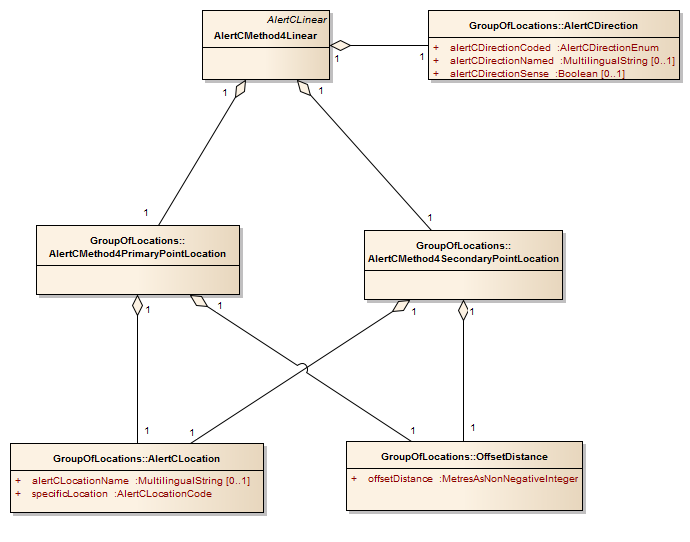 AlertCLinear
AlertCMethod4Linear
GroupOfLocations::AlertCDirection
+ alertCDirectionCoded :AlertCDirectionEnum
+ alertCDirectionNamed :MultilingualString [0..1]
+ alertCDirectionSense :Boolean [0..1]
1
1
1
1
1
1
GroupOfLocations::
AlertCMethod4PrimaryPointLocation
GroupOfLocations::
AlertCMethod4SecondaryPointLocation
1
1
1
1
1
1
1
1
GroupOfLocations::AlertCLocation
+ alertCLocationName :MultilingualString [0..1]
+ specificLocation :AlertCLocationCode
GroupOfLocations::OffsetDistance
+ offsetDistance :MetresAsNonNegativeInteger